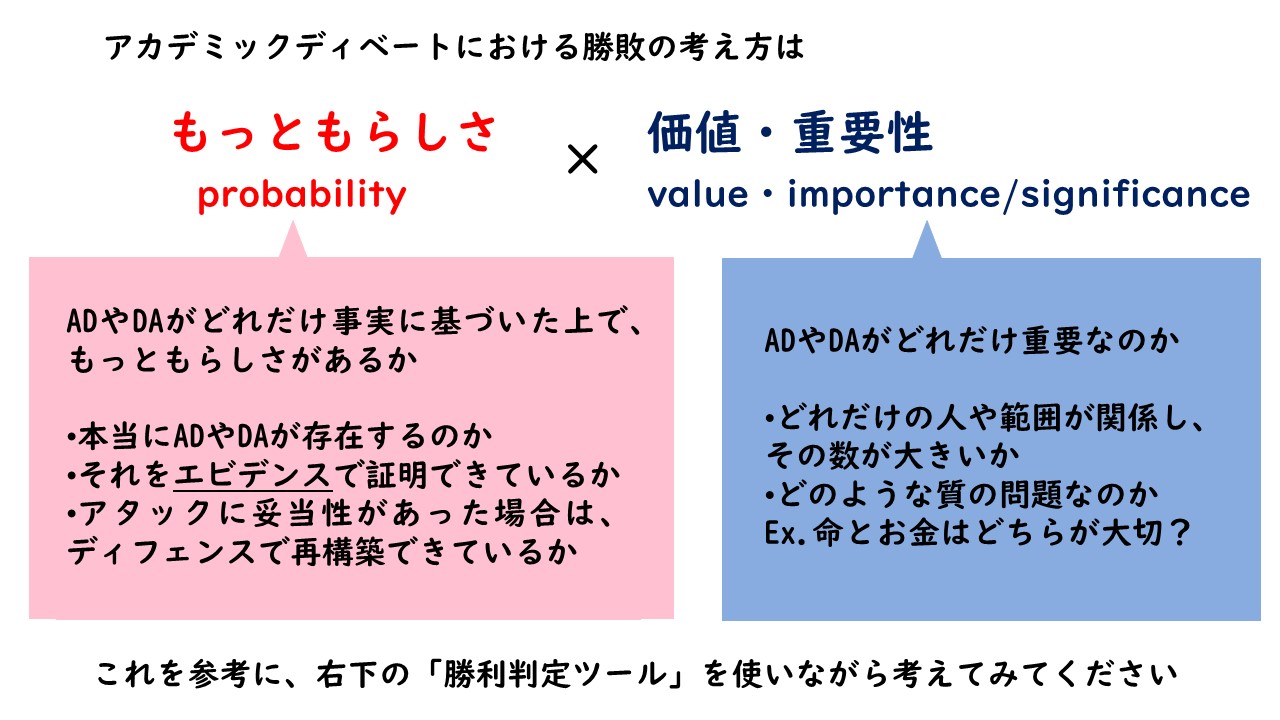 アカデミックディベートにおける勝敗の考え方は
もっともらしさ × 価値・重要性
probability value・importance/significance
ADやDAがどれだけ事実に基づいた上で、
もっともらしさがあるか
•本当にADやDAが存在するのか
•それをエビデンスで証明できているか
•アタックに妥当性があった場合は、
ディフェンスで再構築できているか
ADやDAがどれだけ重要なのか
•どれだけの人や範囲が関係し、
その数が大きいか
•どのような質の問題なのか
Ex.命とお金はどちらが大切？
これを参考に、右下の「勝利判定ツール」を使いながら考えてみてください